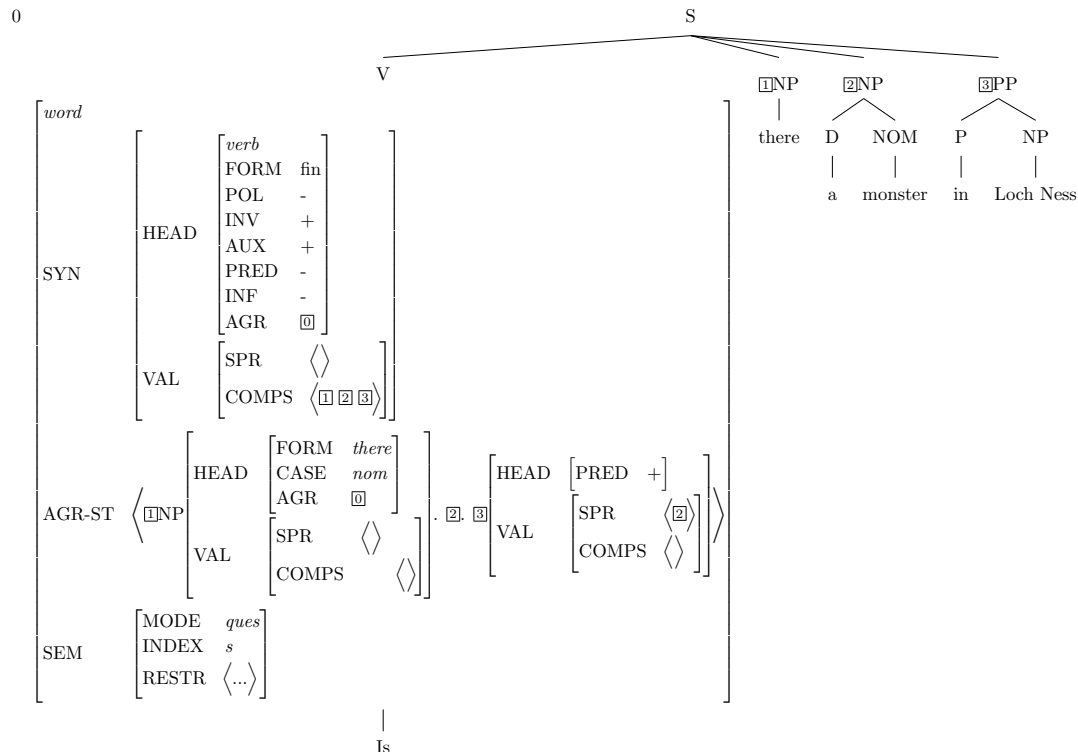 0
S
V
1NP 2NP 3PP
there D NOM P NP
a monster in Loch Ness
word
SYN
HEAD
verb
FORM fin
POL -
INV +
AUX +
PRED -
INF -
AGR 0
VAL
SPR ⟨⟩
COMPS ⟨1 2 3⟩
AGR-ST ⟨1NP
HEAD
FORM there
CASE nom
AGR 0
VAL
SPR ⟨⟩
COMPS ⟨⟩
. 2. 3
HEAD [PRED +]
VAL
SPR ⟨2⟩
COMPS ⟨⟩
⟩
SEM
MODE ques
INDEX s
RESTR ⟨...⟩
Is